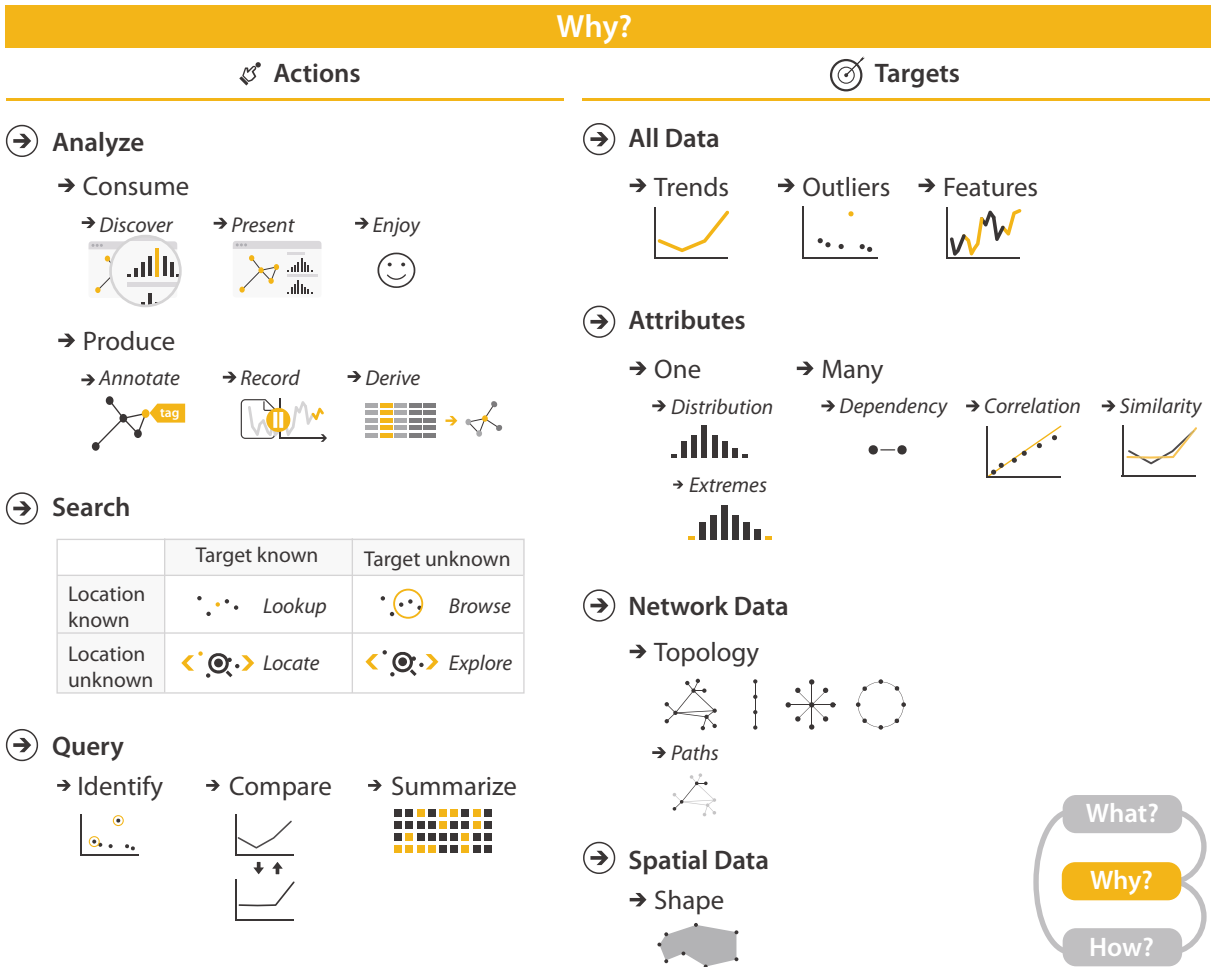 Why?
Actions
Targets
Analyze
Consume
Discover
Present
Enjoy
Produce
Annotate
Record
Derive
tag
Search
Target known
Target unknown
Location
known
Lookup
Browse
Location
unknown
Locate
Explore
Query
Identify
Compare
Summarize
All Data
Trends
Outliers
Features
Attributes
One
Many
Distribution
Dependency
Correlation
Similarity
Extremes
Network Data
Topology
Paths
Spatial Data
Shape
What?
Why?
How?